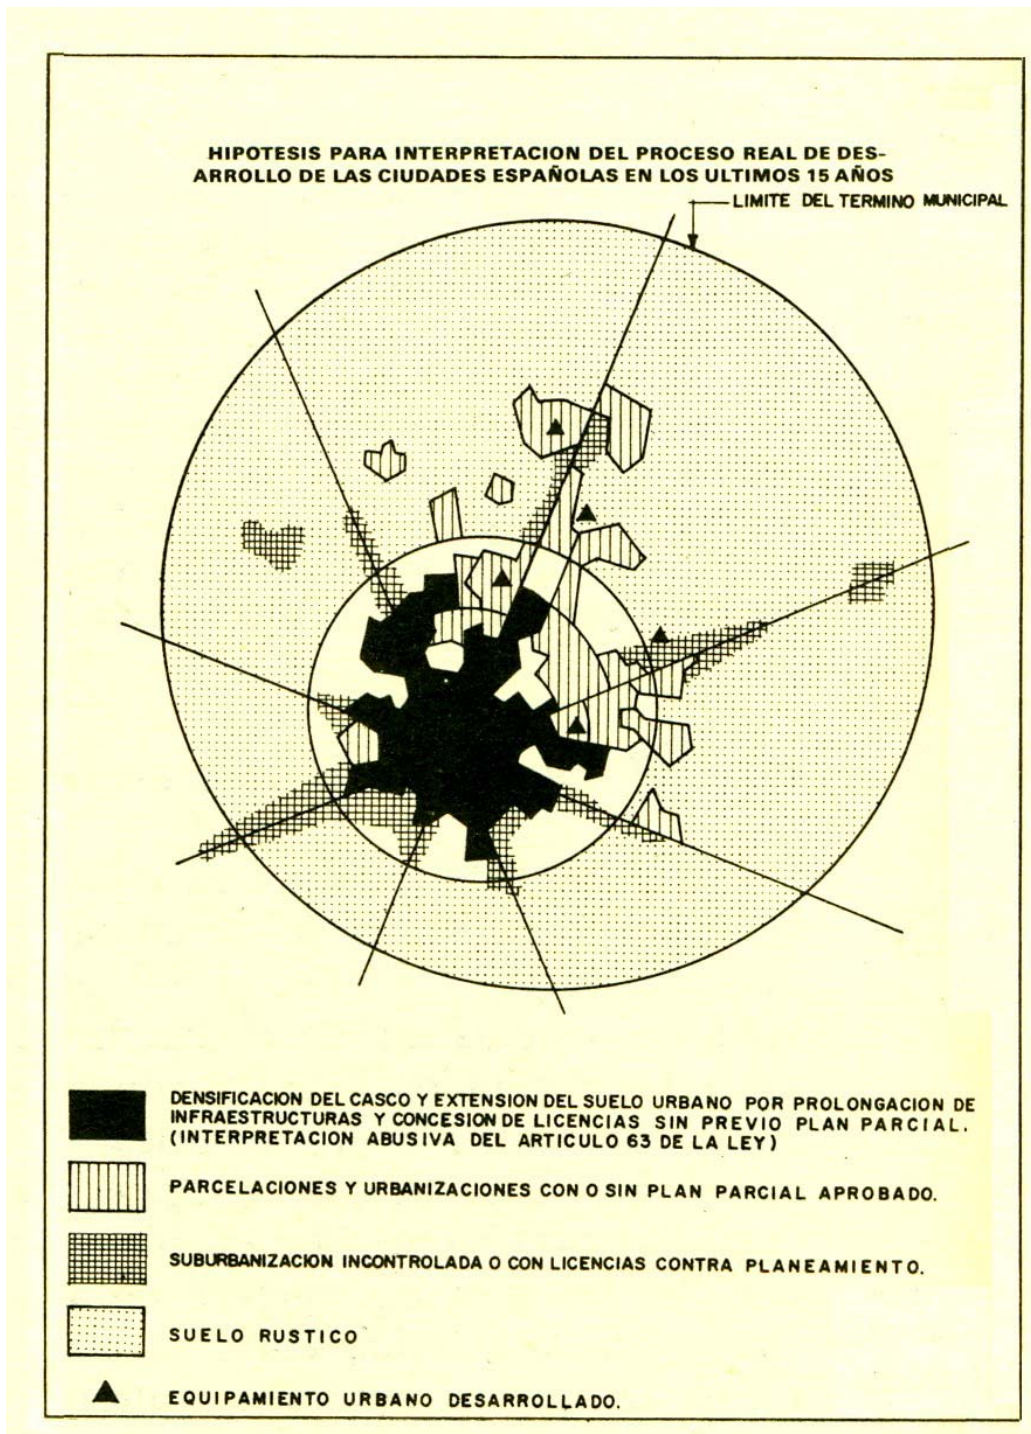 HIPOTESIS PARA INTERPRETACION DEL PROCESO REAL DE DES-
ARROLLO DE LAS CIUDADES ESPAÑOLAS EN LOS ULTIMOS 15 AÑOS
LIMITE DEL TERMINO MUNICIPAL
DENSIFICACION DEL CASCO Y EXTENSION DEL SUELO URBANO POR PROLONGACION DE
INFRAESTRUCTURAS Y CONCESION DE LICENCIAS SIN PREVIO PLAN PARCIAL.
(INTERPRETACION ABUSIVA DEL ARTICULO 63 DE LA LEY)
PARCELACIONES Y URBANIZACIONES CON O SIN PLAN PARCIAL APROBADO.
SUBURBANIZACION INCONTROLADA O CON LICENCIAS CONTRA PLANEAMIENTO.
SUELO RUSTICO
EQUIPAMIENTO URBANO DESARROLLADO.